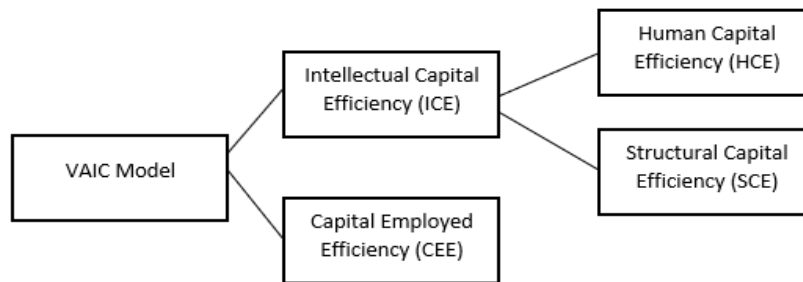 VAIC Model
Intellectual Capital
Efficiency (ICE)
Capital Employed
Efficiency (CEE)
Human Capital
Efficiency (HCE)
Structural Capital
Efficiency (SCE)